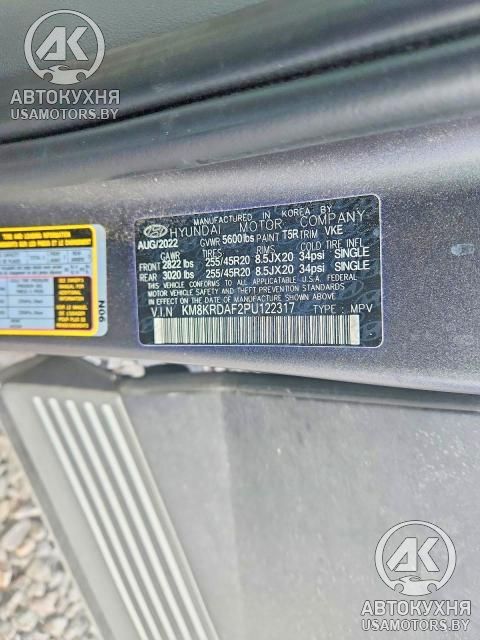 АК
АВТОКУХНЯ
USAMOTORS.BY
MANUFACTURED IN KOREA BY
HYUNDAI MOTOR COMPANY
AUG/2022 GVWR 5600lbs PAINT T5R TRIM VKE
GAWR TIRES RIMS COLD TIRE INFL
FRONT 2822 lbs 255/45R20 8.5JX20 34psi SINGLE
REAR 3020 lbs 255/45R20 8.5JX20 34psi SINGLE
THIS VEHICLE CONFORMS TO ALL APPLICABLE U.S.A. FEDERAL
MOTOR VEHICLE SAFETY AND THEFT PREVENTION
STANDARDS IN EFFECT ON THE DATE OF MANUFACTURE SHOWN ABOVE.
V.I.N KM8KRDAF2PU122317 TYPE : MPV
N06
АК
АВТОКУХНЯ
USAMOTORS.BY